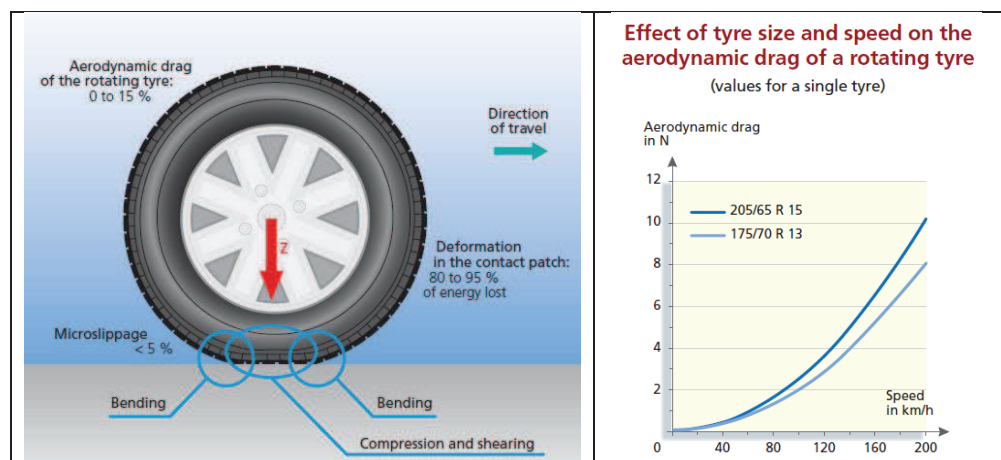 Aerodynamic drag
of the rotating tyre:
0 to 15 %
Direction
of travel
Z
Deformation
in the contact patch:
80 to 95 %
of energy lost
Microslippage
< 5 %
Bending
Bending
Compression and shearing
Effect of tyre size and speed on the
aerodynamic drag of a rotating tyre
(values for a single tyre)
Aerodynamic drag
in N
12
10
8
6
4
2
205/65 R 15
175/70 R 13
Speed
in km/h
0 40 80 120 160 200